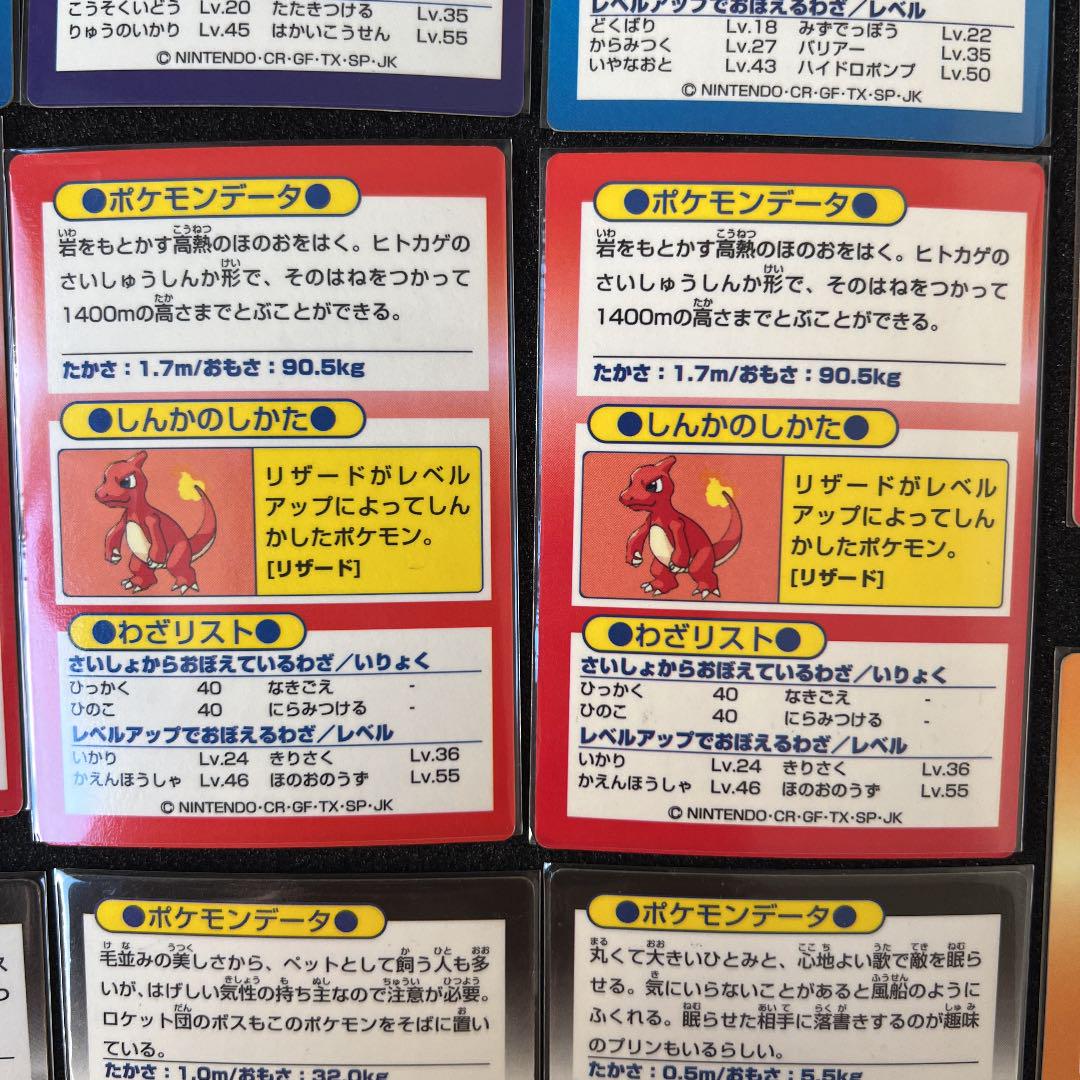 こうそくいどう Lv.20 たたきつける Lv.35
りゅうのいかり Lv.45 はかいこうせん Lv.55
© NINTENDO・CR・GF・TX・SP・JK
レベルアップでおぼえるわざ／レベル
どくばり Lv.18 みずでっぽう Lv.22
からみつく Lv.27 バリアー Lv.35
いやなおと Lv.43 ハイドロポンプ Lv.50
© NINTENDO・CR・GF・TX・SP・JK
●ポケモンデータ●
岩をもとかす高熱のほのおをはく。ヒトカゲの
さいしゅうしんか形で、そのはねをつかって
1400mの高さまでとぶことができる。
たかさ：1.7m/おもさ：90.5kg
●しんかのしかた●
リザードがレベル
アップによってしん
かしたポケモン。
[リザード]
●わざリスト●
さいしょからおぼえているわざ／いりょく
ひっかく 40 なきごえ -
ひのこ 40 にらみつける -
レベルアップでおぼえるわざ／レベル
いかり Lv.24 きりさく Lv.36
かえんほうしゃ Lv.46 ほのおのうず Lv.55
© NINTENDO・CR・GF・TX・SP・JK
●ポケモンデータ●
岩をもとかす高熱のほのおをはく。ヒトカゲの
さいしゅうしんか形で、そのはねをつかって
1400mの高さまでとぶことができる。
たかさ：1.7m/おもさ：90.5kg
●しんかのしかた●
リザードがレベル
アップによってしん
かしたポケモン。
[リザード]
●わざリスト●
さいしょからおぼえているわざ／いりょく
ひっかく 40 なきごえ -
ひのこ 40 にらみつける -
レベルアップでおぼえるわざ／レベル
いかり Lv.24 きりさく Lv.36
かえんほうしゃ Lv.46 ほのおのうず Lv.55
© NINTENDO・CR・GF・TX・SP・JK
●ポケモンデータ●
毛並みの美しさから、ペットとして飼う人も多
いが、はげしい気性の持ち主なので注意が必要。
ロケット団のボスもこのポケモンをそばに置い
ている。
たかさ：1.0m/おもさ：32.0kg
●ポケモンデータ●
丸くて大きいひとみと、心地よい歌で敵を眠ら
せる。気にいらないことがあると風船のように
ふくれる。眠らせた相手に落書きするのが趣味
のプリンもいるらしい。
たかさ：0.5m/おもさ：5.5kg